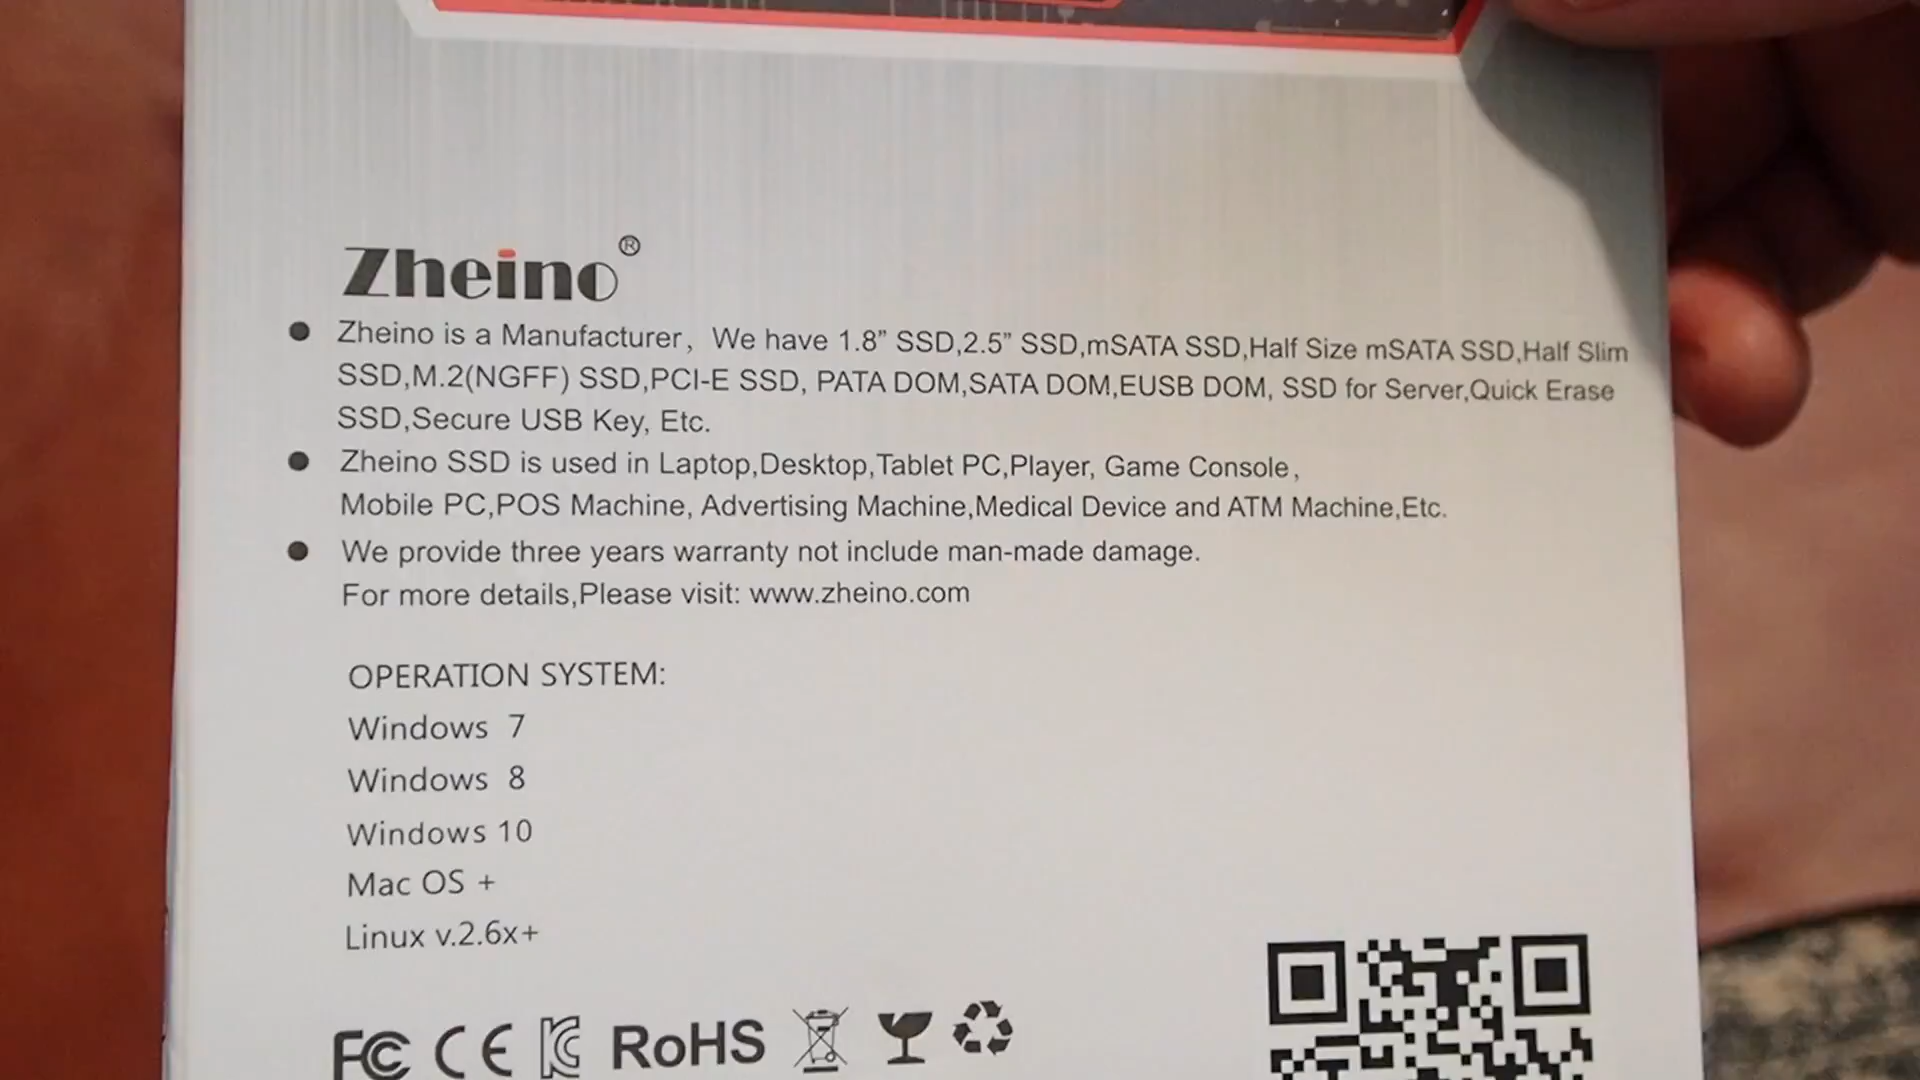 Zheino®
● Zheino is a Manufacturer, We have 1.8” SSD,2.5” SSD,mSATA SSD,Half Size mSATA SSD,Half Slim
SSD,M.2(NGFF) SSD,PCI-E SSD, PATA DOM,SATA DOM,EUSB DOM, SSD for Server,Quick Erase
SSD,Secure USB Key, Etc.
● Zheino SSD is used in Laptop,Desktop,Tablet PC,Player, Game Console,
Mobile PC,POS Machine, Advertising Machine,Medical Device and ATM Machine,Etc.
● We provide three years warranty not include man-made damage.
For more details,Please visit: www.zheino.com
OPERATION SYSTEM:
Windows 7
Windows 8
Windows 10
Mac OS +
Linux v.2.6x+
FC CE KC RoHS